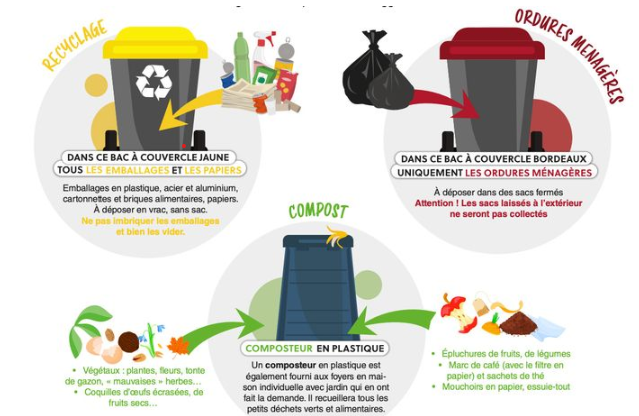 RECYCLAGE
DANS CE BAC À COUVERCLE JAUNE
TOUS LES EMBALLAGES ET LES PAPIERS
Emballages en plastique, acier et aluminium,
cartonnettes et briques alimentaires, papiers.
À déposer en vrac, sans sac.
Ne pas imbriquer les emballages
et bien les vider.
ORDURES MENAGÈRES
DANS CE BAC À COUVERCLE BORDEAUX
UNIQUEMENT LES ORDURES MÉNAGÈRES
À déposer dans des sacs fermés
Attention ! Les sacs laissés à l'extérieur
ne seront pas collectés
COMPOST
COMPOSTEUR EN PLASTIQUE
Un composteur en plastique est
également fourni aux foyers en mai-
son individuelle avec jardin qui en ont
fait la demande. Il recueillera tous les
petits déchets verts et alimentaires.
• Végétaux : plantes, fleurs, tonte
de gazon, « mauvaises » herbes...
• Coquilles d'œufs écrasées, de
fruits secs...
• Épluchures de fruits, de légumes
• Marc de café (avec le filtre en
papier) et sachets de thé
• Mouchoirs en papier, essuie-tout